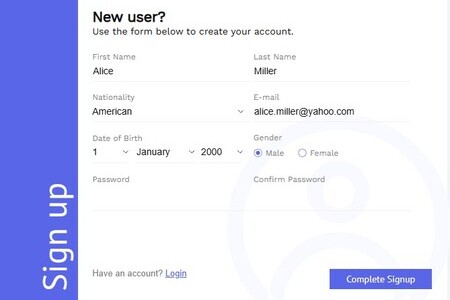 New user?
Use the form below to create your account.
First Name Last Name
Alice Miller
Nationality E-mail
American alice.miller@yahoo.com
Date of Birth Gender
1 January 2000 Male Female
Password Confirm Password
Sign up
Have an account? Login Complete Signup